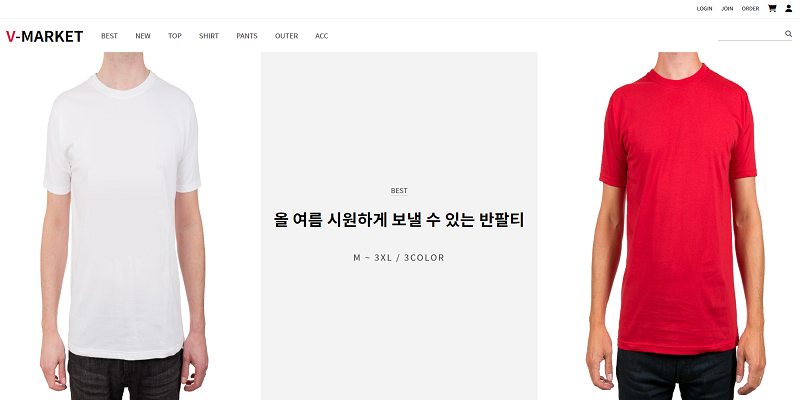 LOGIN JOIN ORDER
V-MARKET BEST NEW TOP SHIRT PANTS OUTER ACC
BEST
올 여름 시원하게 보낼 수 있는 반팔티
M ~ 3XL / 3COLOR